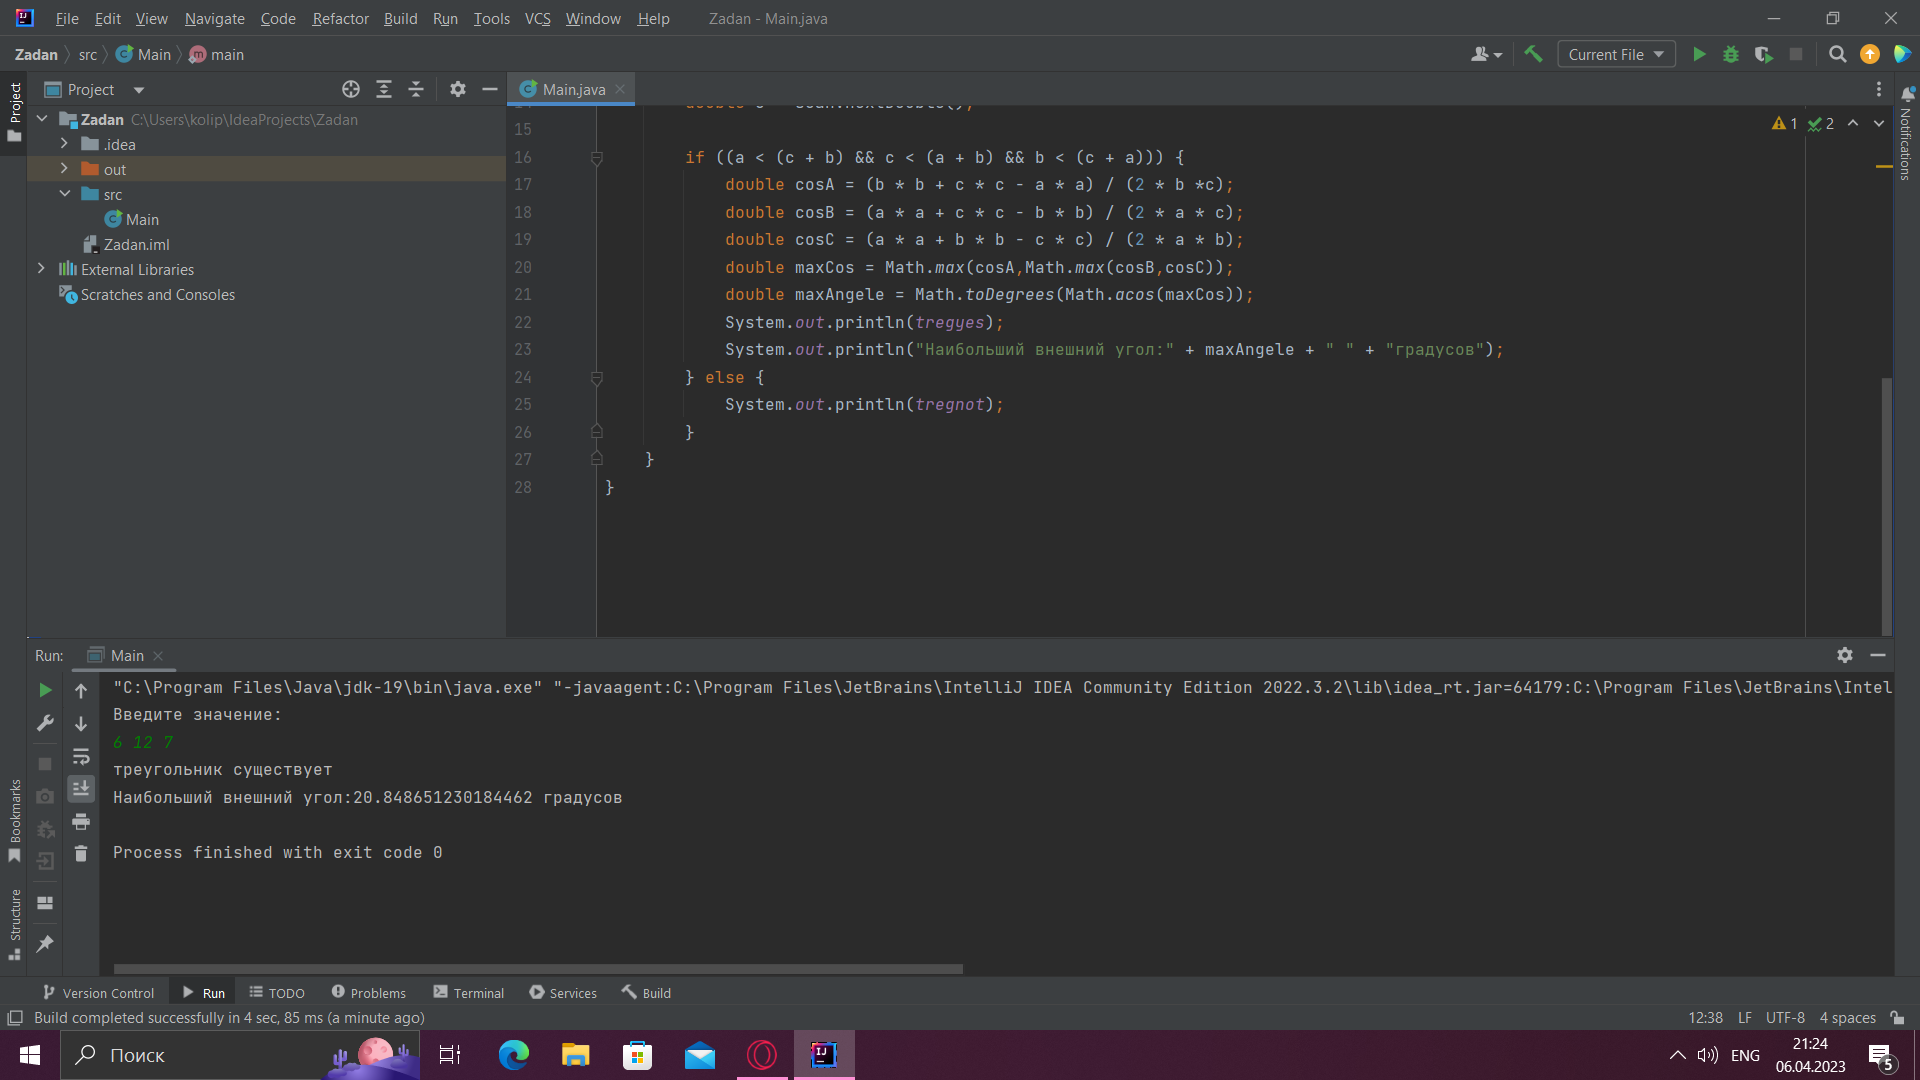 File Edit View Navigate Code Refactor Build Run Tools VCS Window Help Zadan - Main.java
Zadan src Main main Current File
Project
Project
Main.java
Notifications
Zadan C:\Users\kolip\IdeaProjects\Zadan
.idea
out
src
Main
Zadan.iml
External Libraries
Scratches and Consoles
1 2
15
16 if ((a < (c + b) && c < (a + b) && b < (c + a))) {
17 double cosA = (b * b + c * c - a * a) / (2 * b *c);
18 double cosB = (a * a + c * c - b * b) / (2 * a * c);
19 double cosC = (a * a + b * b - c * c) / (2 * a * b);
20 double maxCos = Math.max(cosA,Math.max(cosB,cosC));
21 double maxAngele = Math.toDegrees(Math.acos(maxCos));
22 System.out.println(tregyes);
23 System.out.println("Наибольший внешний угол:" + maxAngele + " " + "градусов");
24 } else {
25 System.out.println(tregnot);
26 }
27 }
28 }
Run: Main
"C:\Program Files\Java\jdk-19\bin\java.exe" "-javaagent:C:\Program Files\JetBrains\IntelliJ IDEA Community Edition 2022.3.2\lib\idea_rt.jar=64179:C:\Program Files\JetBrains\Intel
Введите значение:
6 12 7
треугольник существует
Наибольший внешний угол:20.848651230184462 градусов
Process finished with exit code 0
Bookmarks
Structure
Version Control Run TODO Problems Terminal Services Build
Build completed successfully in 4 sec, 85 ms (a minute ago) 12:38 LF UTF-8 4 spaces
Поиск
ENG
21:24
06.04.2023
5